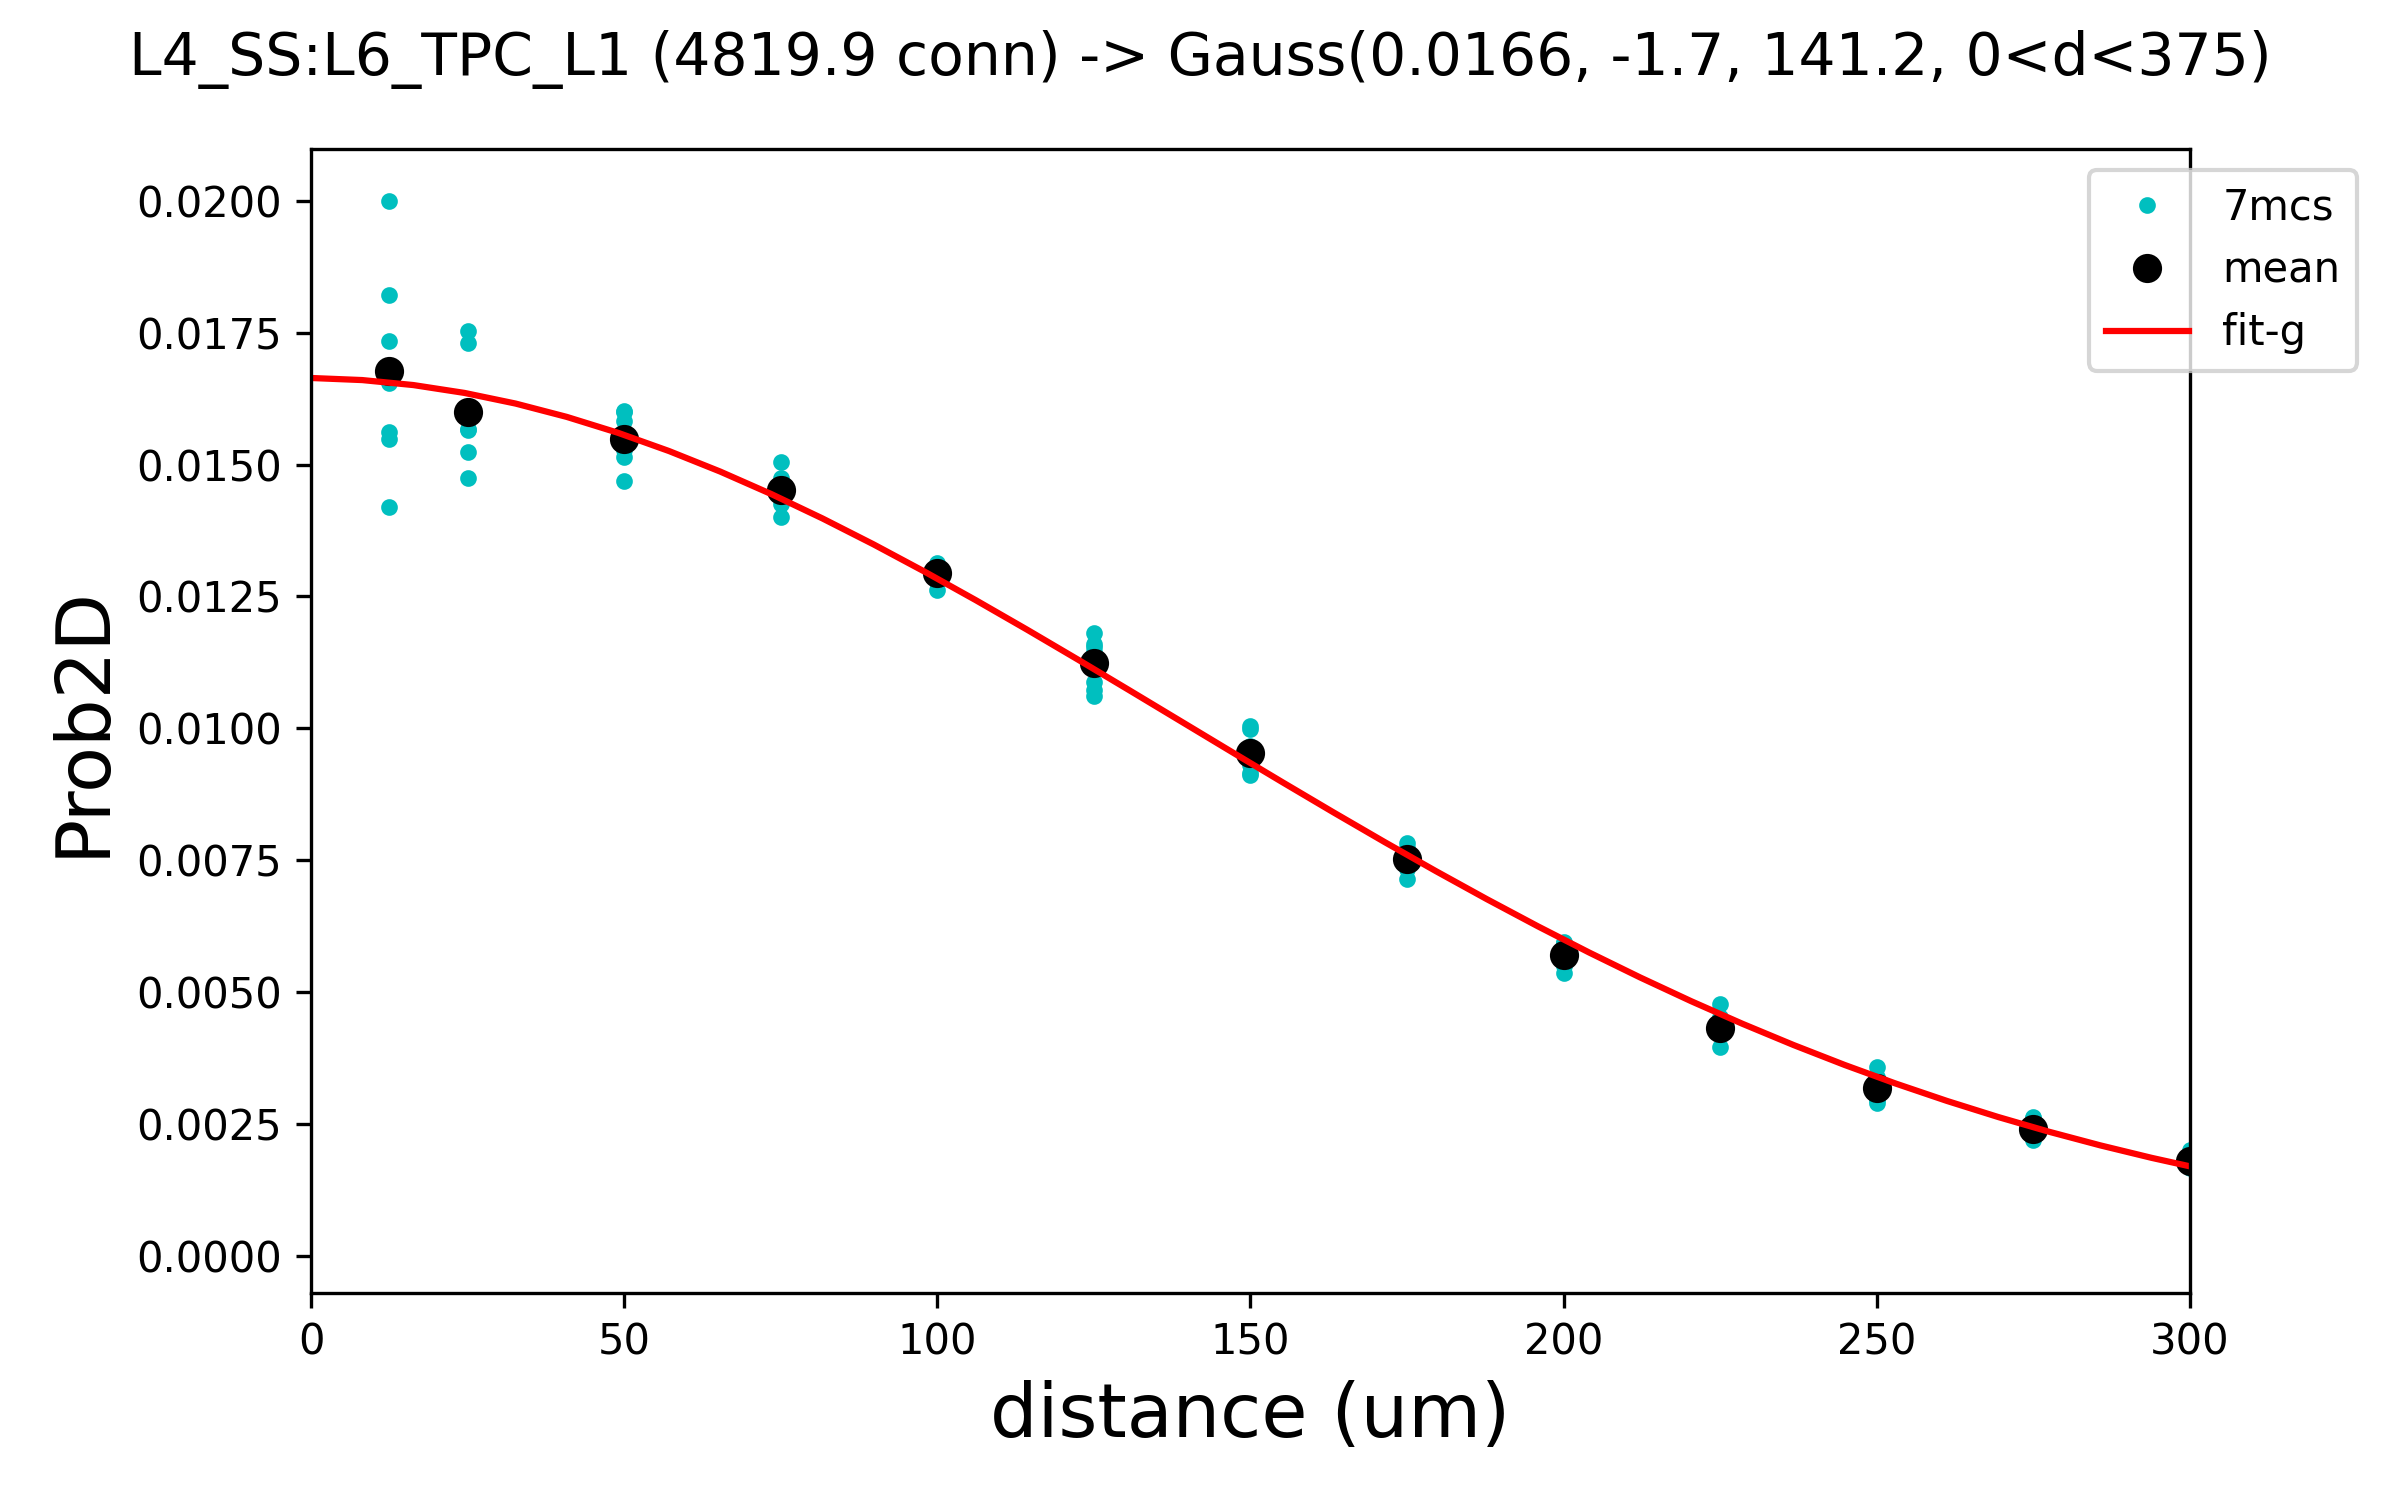 L4_SS:L6_TPC_L1 (4819.9 conn) -> Gauss(0.0166, -1.7, 141.2, 0<d<375)
7mcs
mean
fit-g
Prob2D
0.0200
0.0175
0.0150
0.0125
0.0100
0.0075
0.0050
0.0025
0.0000
0 50 100 150 200 250 300
distance (um)